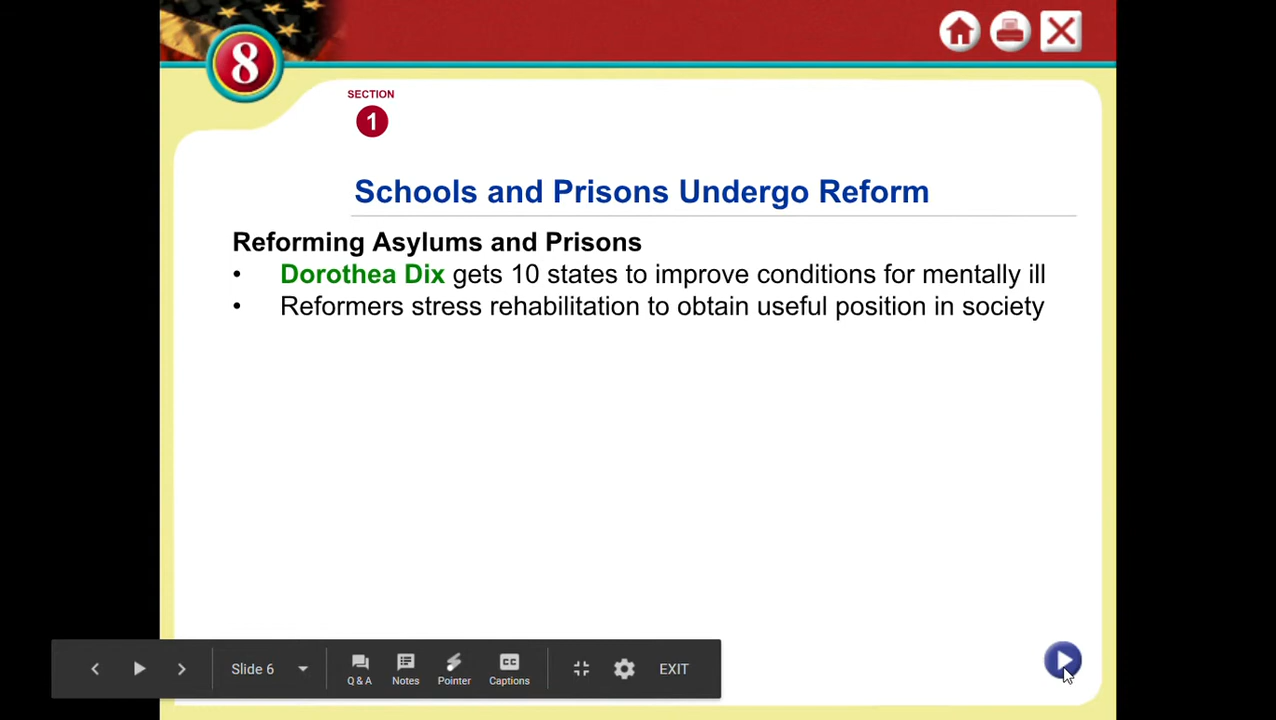 8
SECTION
1
Schools and Prisons Undergo Reform
Reforming Asylums and Prisons
• Dorothea Dix gets 10 states to improve conditions for mentally ill
• Reformers stress rehabilitation to obtain useful position in society
Slide 6
Q & A
Notes
Pointer
CC
Captions
EXIT